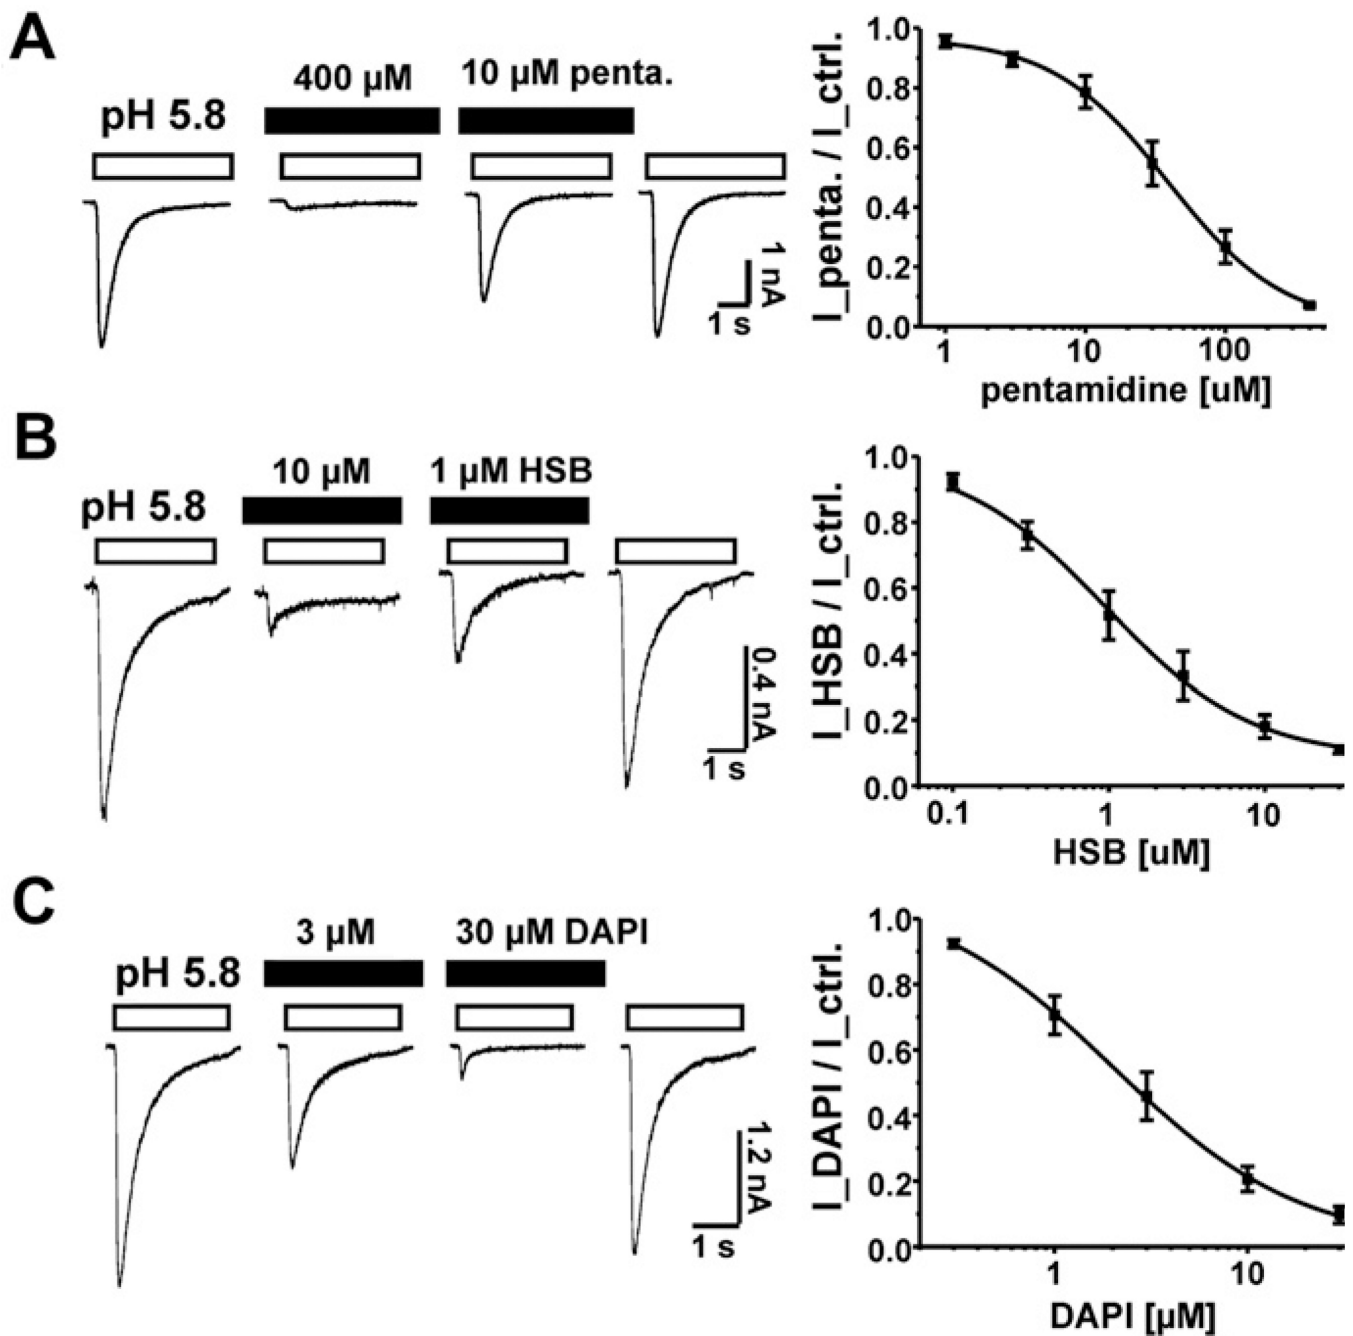 A
pH 5.8
400 µM
10 µM penta.
1 nA
1 s
I_penta. / I_ctrl.
1.0
0.8
0.6
0.4
0.2
0.0
1
10
100
pentamidine [uM]
B
pH 5.8
10 µM
1 µM HSB
0.4 nA
1 s
I_HSB / I_ctrl.
1.0
0.8
0.6
0.4
0.2
0.0
0.1
1
10
HSB [uM]
C
pH 5.8
3 µM
30 µM DAPI
1.2 nA
1 s
I_DAPI / I_ctrl.
1.0
0.8
0.6
0.4
0.2
0.0
1
10
DAPI [µM]